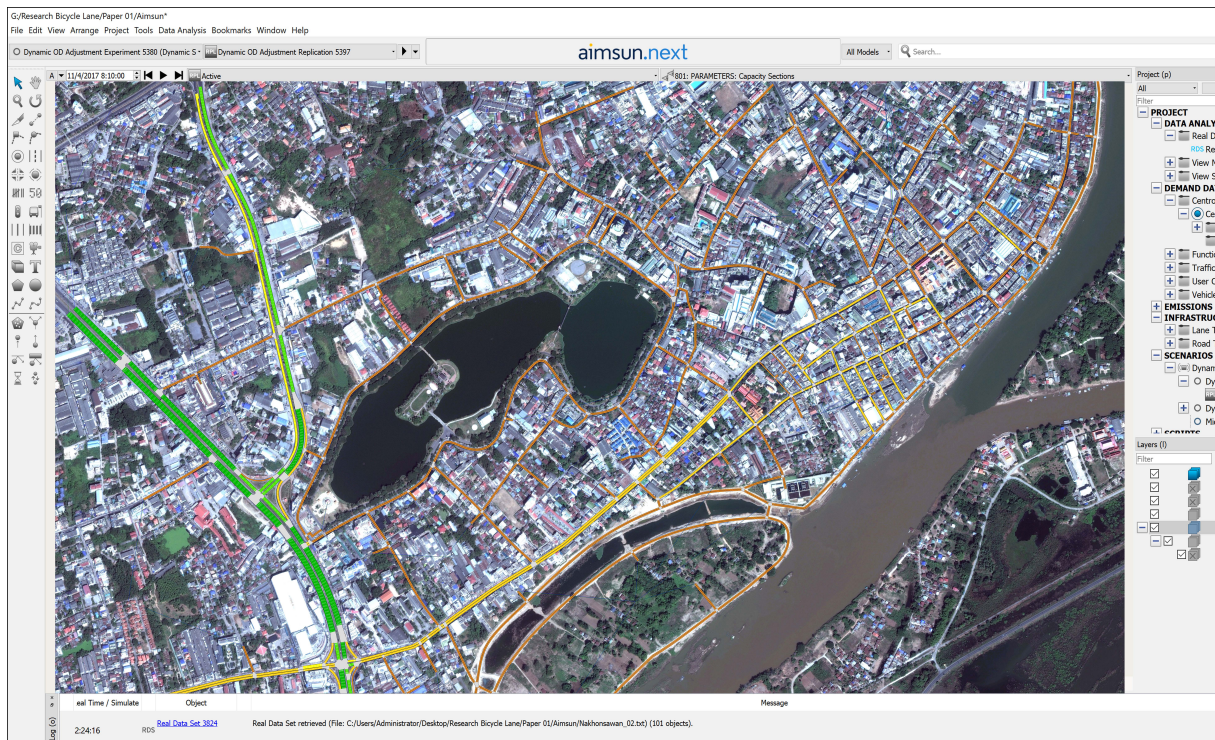 G:/Research Bicycle Lane/Paper 01/Aimsun*
File Edit View Arrange Project Tools Data Analysis Bookmarks Window Help
Dynamic OD Adjustment Experiment 5380 (Dynamic S
Dynamic OD Adjustment Replication 5397
aimsun.next
All Models
Search...
A
11/4/2017 8:10:00
Active
801: PARAMETERS: Capacity Sections
Project (p)
All
Filter
PROJECT
DATA ANALY
Real D
RDS Re
View M
View S
DEMAND DA
Centro
Ce
Functio
Traffic
User C
Vehicle
EMISSIONS
INFRASTRUC
Lane T
Road T
SCENARIOS
Dynam
Dy
Dy
Mic
SCRIPTS
Layers (l)
Filter
50
eal Time / Simulate
Object
Message
2:24:16
RDS
Real Data Set 3824
Real Data Set retrieved (File: C:/Users/Administrator/Desktop/Research Bicycle Lane/Paper 01/Aimsun/Nakhonsawan_02.txt) (101 objects).
Log (o)